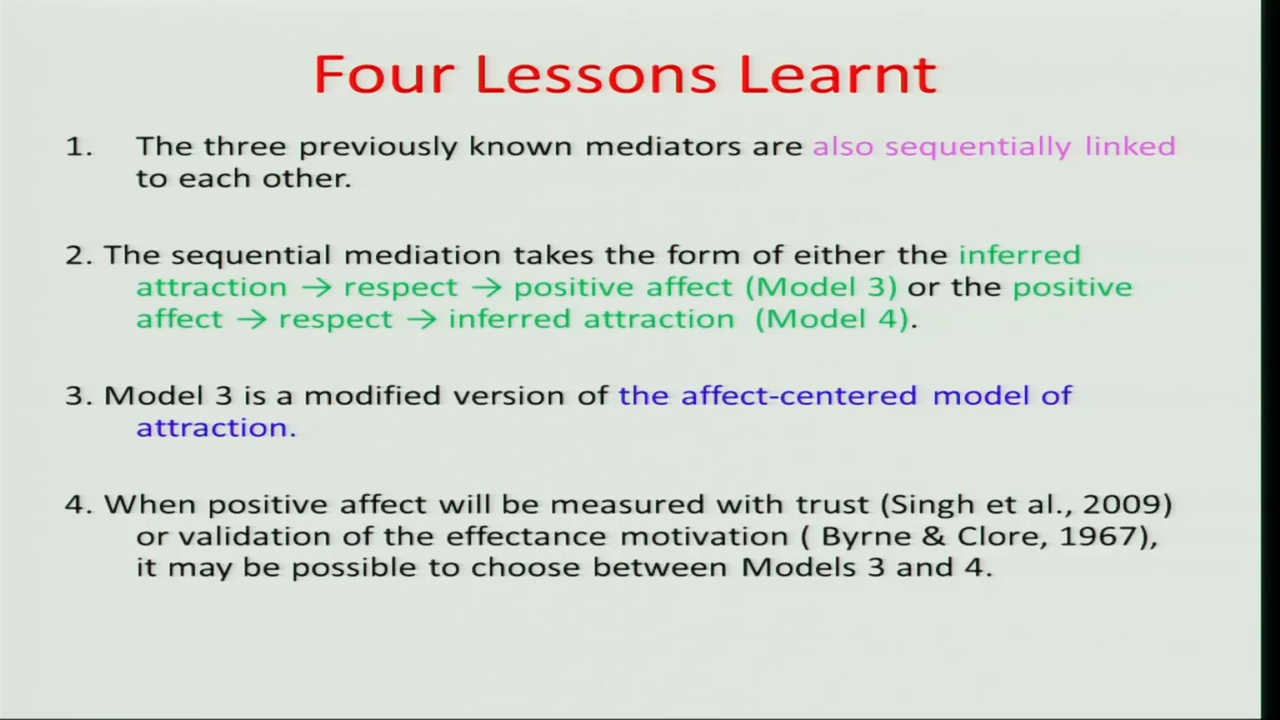 Four Lessons Learnt
1. The three previously known mediators are also sequentially linked
to each other.
2. The sequential mediation takes the form of either the inferred
attraction → respect → positive affect (Model 3) or the positive
affect → respect → inferred attraction (Model 4).
3. Model 3 is a modified version of the affect-centered model of
attraction.
4. When positive affect will be measured with trust (Singh et al., 2009)
or validation of the effectance motivation ( Byrne & Clore, 1967),
it may be possible to choose between Models 3 and 4.